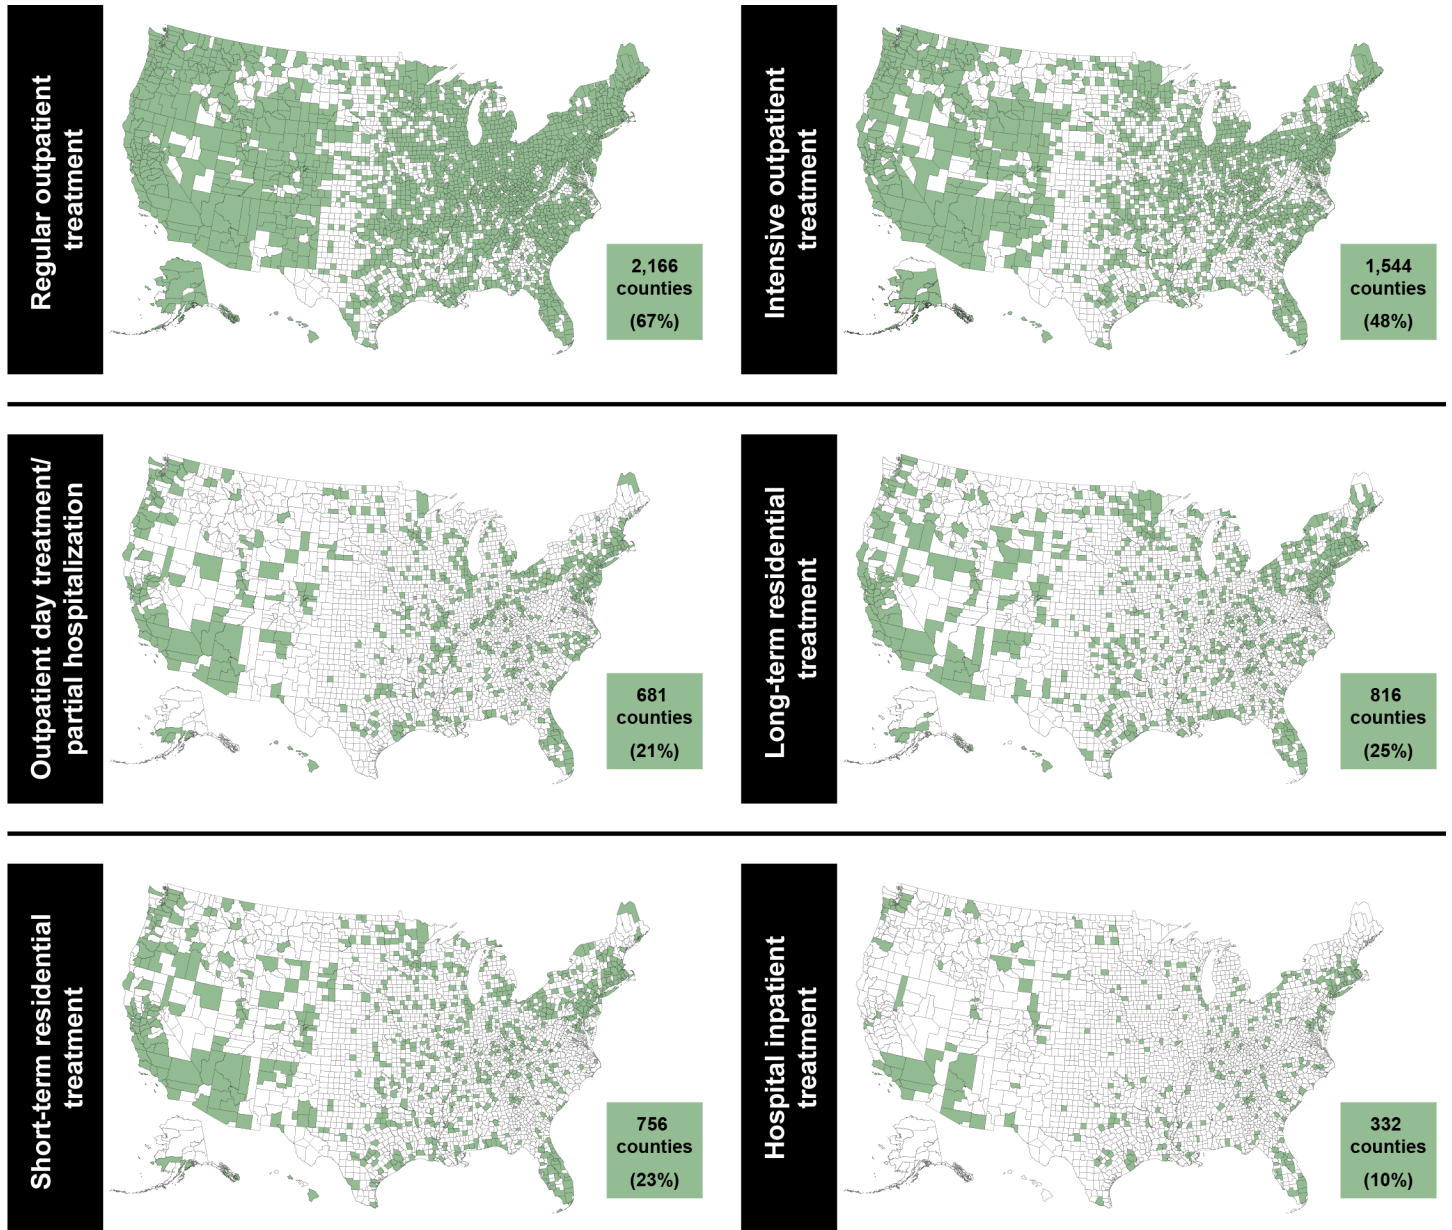 Regular outpatient
treatment
2,166
counties
(67%)
Intensive outpatient
treatment
1,544
counties
(48%)
Outpatient day treatment/
partial hospitalization
681
counties
(21%)
Long-term residential
treatment
816
counties
(25%)
Short-term residential
treatment
756
counties
(23%)
Hospital inpatient
treatment
332
counties
(10%)